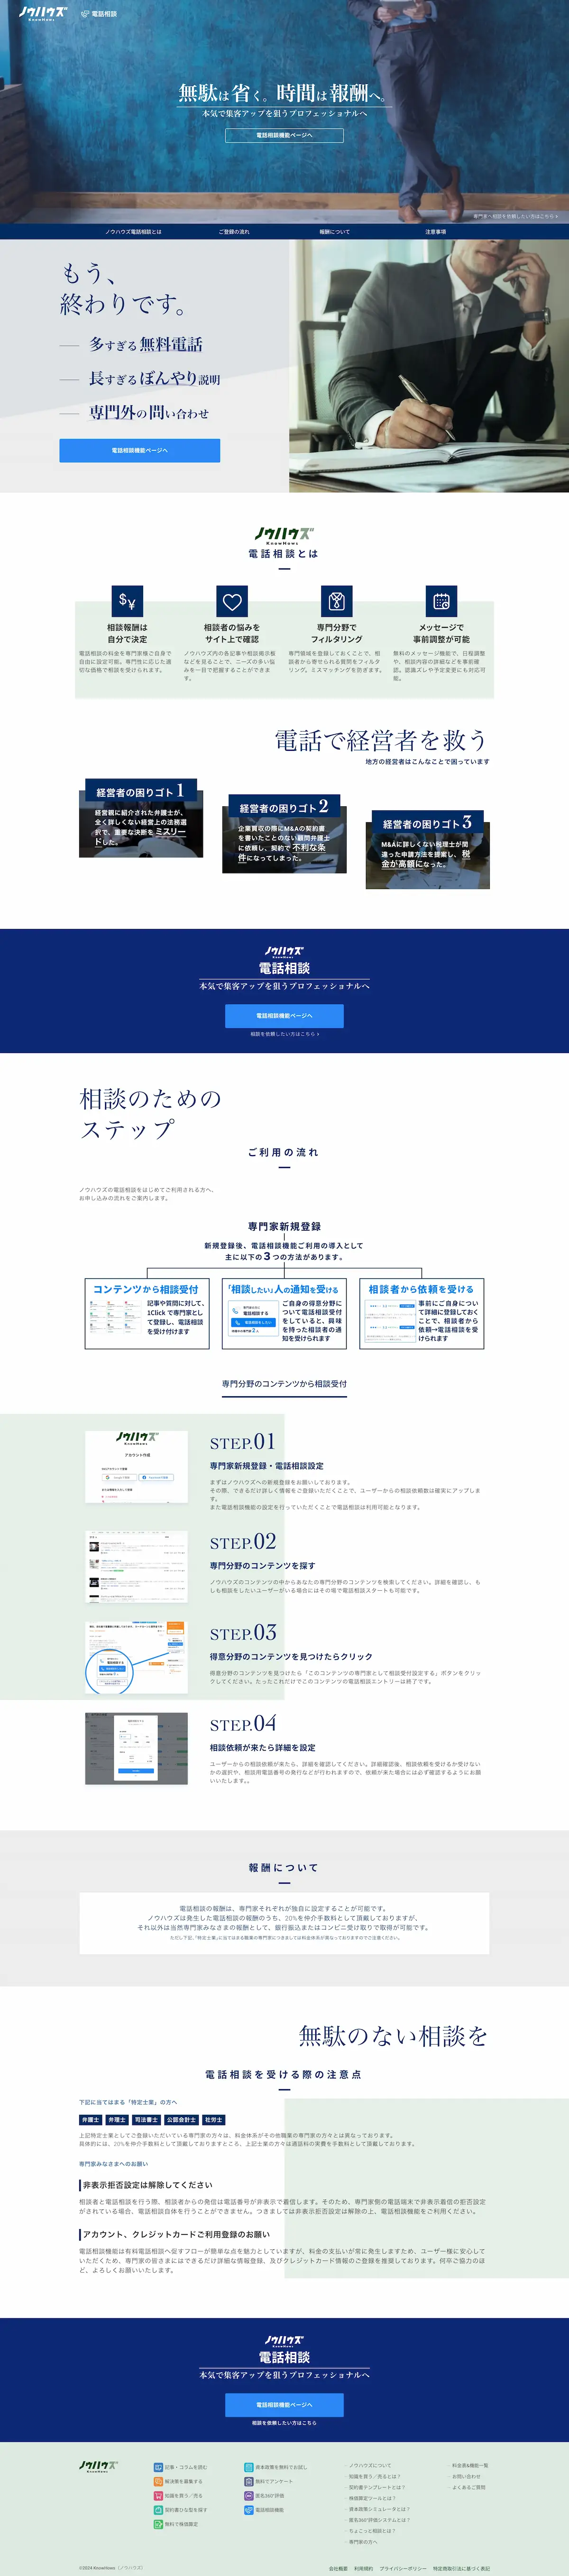 ノウハウズ
KnowHows
電話相談
無駄は省く。時間は報酬へ。
本気で集客アップを狙うプロフェッショナルへ
電話相談機能ページへ
専門家へ相談を依頼したい方はこちら >
ノウハウズ電話相談とは
ご登録の流れ
報酬について
注意事項
もう、
終わりです。
多すぎる無料電話
長すぎるぼんやり説明
専門外の問い合わせ
電話相談機能ページへ
ノウハウズ
KnowHows
電話相談とは
相談報酬は
自分で決定
電話相談の料金を専門家様ご自身で
自由に設定可能。専門性に応じた適
切な価格で相談を受けられます。
相談者の悩みを
サイト上で確認
ノウハウズ内の各記事や相談掲示板
などを見ることで、ニーズの多い悩
みを一目で把握することができま
す。
専門分野で
フィルタリング
専門領域を登録しておくことで、相
談者から寄せられる質問をフィルタ
リング。ミスマッチングを防ぎます。
メッセージで
事前調整が可能
無料のメッセージ機能で、日程調整
や、相談内容の詳細などを事前確
認。認識ズレや予定変更にも対応可
能。
電話で経営者を救う
地方の経営者はこんなことで困っています
経営者の困りゴト1
経営親に紹介された弁護士が、
全く詳しくない経営上の法務選
択で、重要な決断をミスリー
ドした。
経営者の困りゴト2
企業買収の際にM&Aの契約書
を書いたことのない顧問弁護士
に依頼し、契約で不利な条
件になってしまった。
経営者の困りゴト3
M&Aに詳しくない税理士が間
違った申請方法を提案し、税
金が高額になった。
ノウハウズ
KnowHows
電話相談
本気で集客アップを狙うプロフェッショナルへ
電話相談機能ページへ
相談を依頼したい方はこちら >
相談のための
ステップ
ご利用の流れ
ノウハウズの電話相談をはじめてご利用される方へ、
お申し込みの流れをご案内します。
専門家新規登録
新規登録後、電話相談機能ご利用の導入として
主に以下の3つの方法があります。
コンテンツから相談受付
記事や質問に対して、
1Clickで専門家とし
て登録し、電話相談
を受け付けます
「相談したい」人の通知を受ける
ご自身の得意分野に
ついて電話相談受付
をしていると、興味
を持った相談者の通
知を受けられます
相談者から依頼を受ける
事前にご自身につい
て詳細に登録しておく
ことで、相談者から
依頼→電話相談を受
けられます
専門分野のコンテンツから相談受付
ノウハウズ
KnowHows
アカウント作成
STEP.01
専門家新規登録・電話相談設定
まずはノウハウズへの新規登録をお願いしております。
その際、できるだけ詳しく情報をご登録いただくことで、ユーザーからの相談依頼数は確実にアップしま
す。
また電話相談機能の設定を行っていただくことで電話相談は利用可能となります。
STEP.02
専門分野のコンテンツを探す
ノウハウズのコンテンツの中からあなたの専門分野のコンテンツを検索してください。詳細を確認し、も
しも相談をしたいユーザーがいる場合にはその場で電話相談スタートも可能です。
STEP.03
得意分野のコンテンツを見つけたらクリック
得意分野のコンテンツを見つけたら「このコンテンツの専門家として相談受付設定する」ボタンをクリッ
クしてください。たったこれだけでこのコンテンツの電話相談エントリーは終了です。
STEP.04
相談依頼が来たら詳細を設定
ユーザーからの相談依頼が来たら、詳細を確認してください。詳細確認後、相談依頼を受けるか受けない
かの選択や、相談用電話番号の発行などが行われますので、依頼が来た場合には必ず確認するようにお願
いいたします。。
報酬について
電話相談の報酬は、専門家それぞれが独自に設定することが可能です。
ノウハウズは発生した電話相談の報酬のうち、20%を仲介手数料として頂戴しておりますが、
それ以外は当然専門家みなさまの報酬として、銀行振込またはコンビニ受け取りで取得が可能です。
ただし下記、「特定士業」に当てはまる職業の専門家につきましては料金体系が異なっておりますのでご注意ください。
無駄のない相談を
電話相談を受ける際の注意点
下記に当てはまる「特定士業」の方へ
弁護士 弁理士 司法書士 公認会計士 社労士
上記特定士業としてご登録いただいている専門家の方々は、料金体系がその他職業の専門家の方々とは異なっております。
具体的には、20%を仲介手数料として頂戴しておりますところ、上記士業の方々は通話料の実費を手数料として頂戴しております。
専門家みなさまへのお願い
非表示拒否設定は解除してください
相談者と電話相談を行う際、相談者からの発信は電話番号が非表示で着信します。そのため、専門家側の電話端末で非表示着信の拒否設定
がされている場合、電話相談自体を行うことができません。つきましては非表示拒否設定は解除の上、電話相談機能をご利用ください。
アカウント、クレジットカードご利用登録のお願い
電話相談機能は有料電話相談へ促すフローが簡単な点を魅力としていますが、料金の支払いが常に発生しますため、ユーザー様に安心して
いただくため、専門家の皆さまにはできるだけ詳細な情報登録、及びクレジットカード情報のご登録を推奨しております。何卒ご協力のほ
ど、よろしくお願いいたします。
ノウハウズ
KnowHows
電話相談
本気で集客アップを狙うプロフェッショナルへ
電話相談機能ページへ
相談を依頼したい方はこちら
ノウハウズ
KnowHows
記事・コラムを読む
解決策を募集する
知識を買う／売る
契約書ひな型を探す
無料で株価算定
資本政策を無料でお試し
無料でアンケート
匿名360°評価
電話相談機能
ノウハウズについて
知識を買う／売るとは？
契約書テンプレートとは？
株価算定ツールとは？
資本政策シミュレータとは？
匿名360°評価システムとは？
ちょこっと相談とは？
専門家の方へ
料金表&機能一覧
お問い合わせ
よくあるご質問
©2024 KnowHows （ノウハウズ）
会社概要 利用規約 プライバシーポリシー 特定商取引法に基づく表記